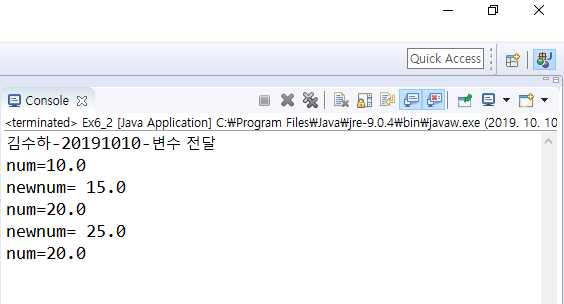 Quick Access
Console
<terminated> Ex6_2 [Java Application] C:₩Program Files₩Java₩jre-9.0.4₩bin₩javaw.exe (2019. 10. 10
김수하-20191010-변수 전달
num=10.0
newnum= 15.0
num=20.0
newnum= 25.0
num=20.0